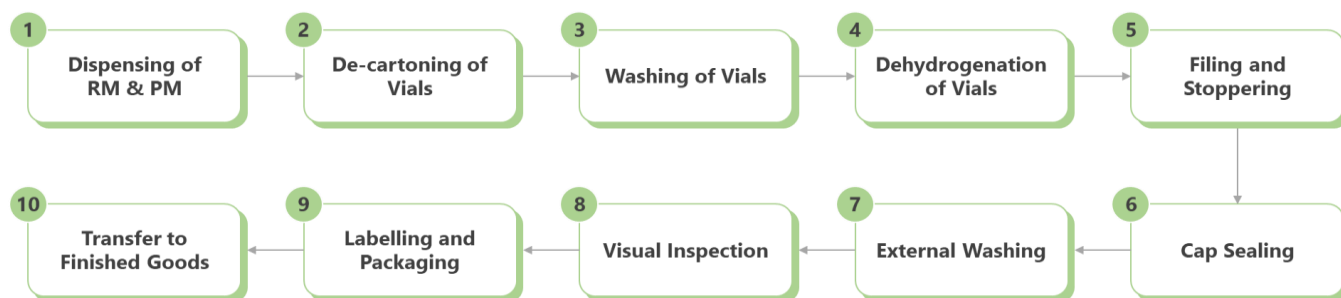 1
Dispensing of
RM & PM
2
De-cartoning of
Vials
3
Washing of Vials
4
Dehydrogenation
of Vials
5
Filing and
Stoppering
6
Cap Sealing
7
External Washing
8
Visual Inspection
9
Labelling and
Packaging
10
Transfer to
Finished Goods